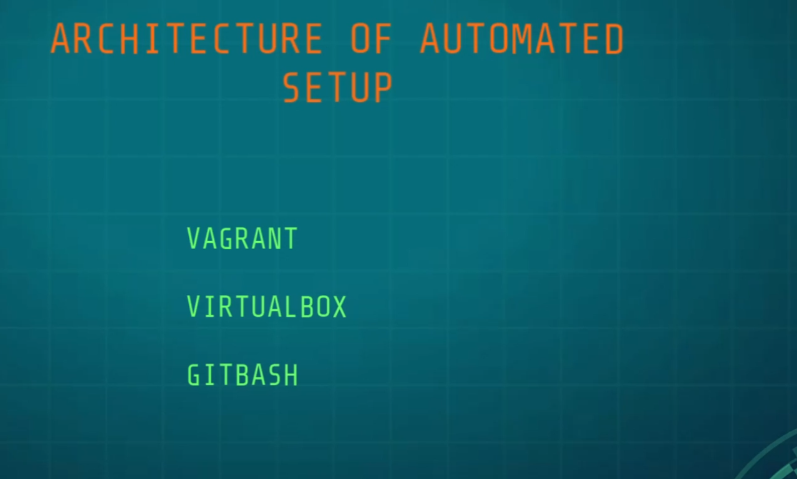 ARCHITECTURE OF AUTOMATED
SETUP
VAGRANT
VIRTUALBOX
GITBASH